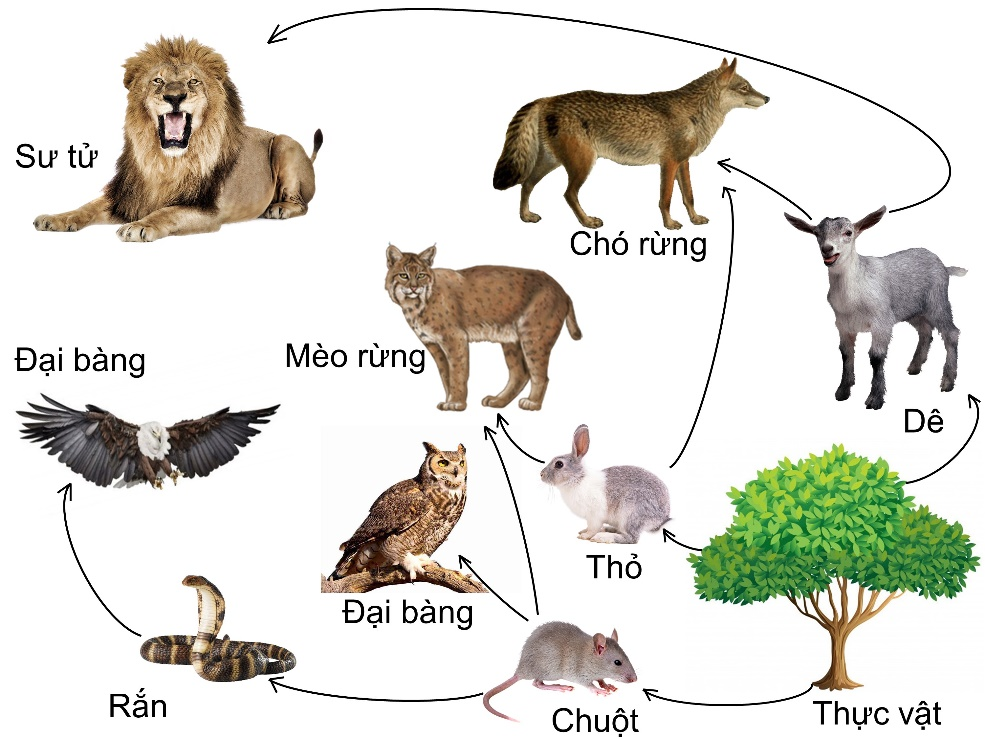 Sư tử
Chó rừng
Mèo rừng
Đại bàng
Dê
Thỏ
Đại bàng
Rắn
Chuột
Thực vật